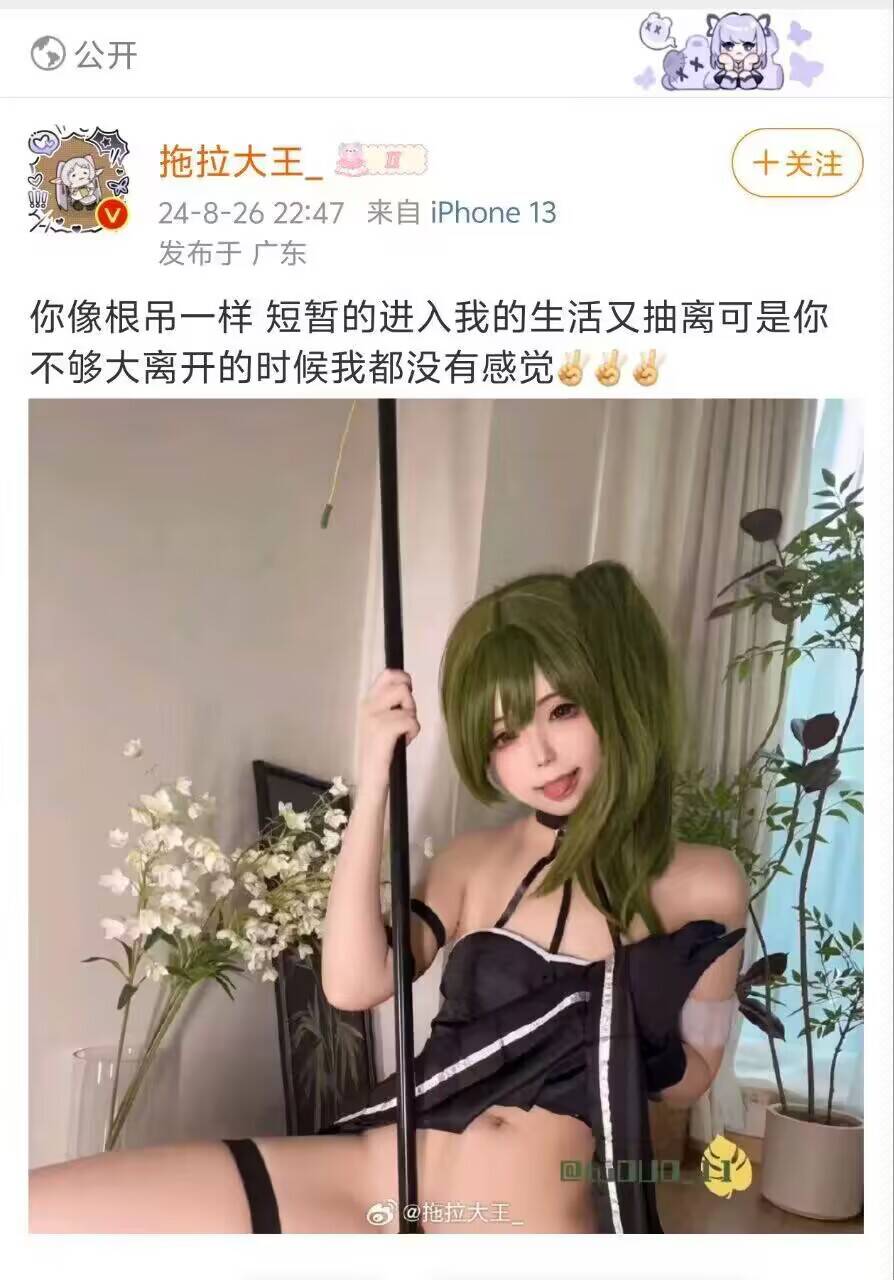 公开
拖拉大王_
II
+关注
24-8-26 22:47 来自 iPhone 13
发布于 广东
你像根吊一样 短暂的进入我的生活又抽离可是你
不够大离开的时候我都没有感觉✌✌✌
@拖拉大王_